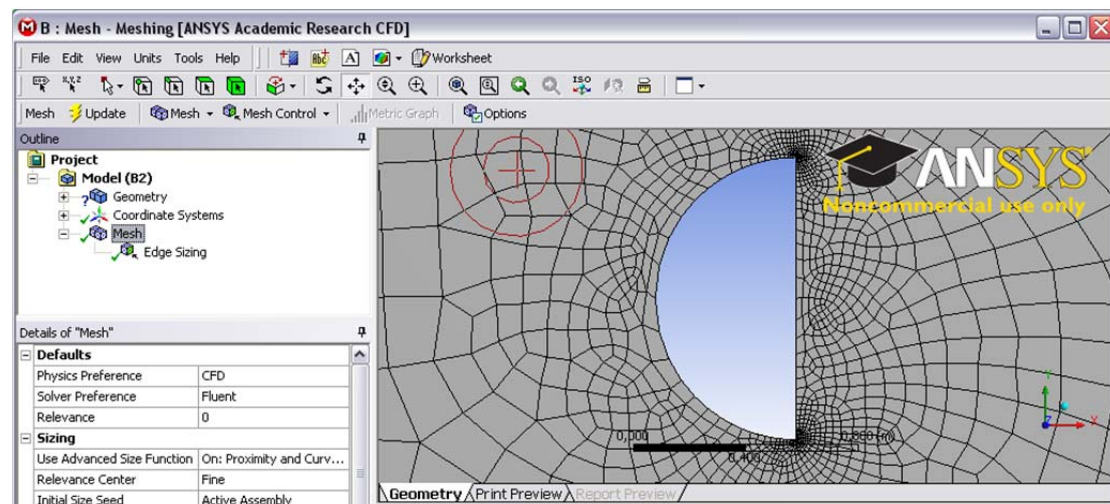 B : Mesh - Meshing [ANSYS Academic Research CFD]
File Edit View Units Tools Help Worksheet
Mesh Update Mesh Mesh Control Metric Graph Options
Outline
Project
Model (B2)
Geometry
Coordinate Systems
Mesh
Edge Sizing
Details of "Mesh"
Defaults
Physics Preference CFD
Solver Preference Fluent
Relevance 0
Sizing
Use Advanced Size Function On: Proximity and Curv...
Relevance Center Fine
Initial Size Seed Active Assembly
ANSYS
Noncommercial use only
0,000 0,800 (m)
0,400
Y
X
Geometry Print Preview Report Preview